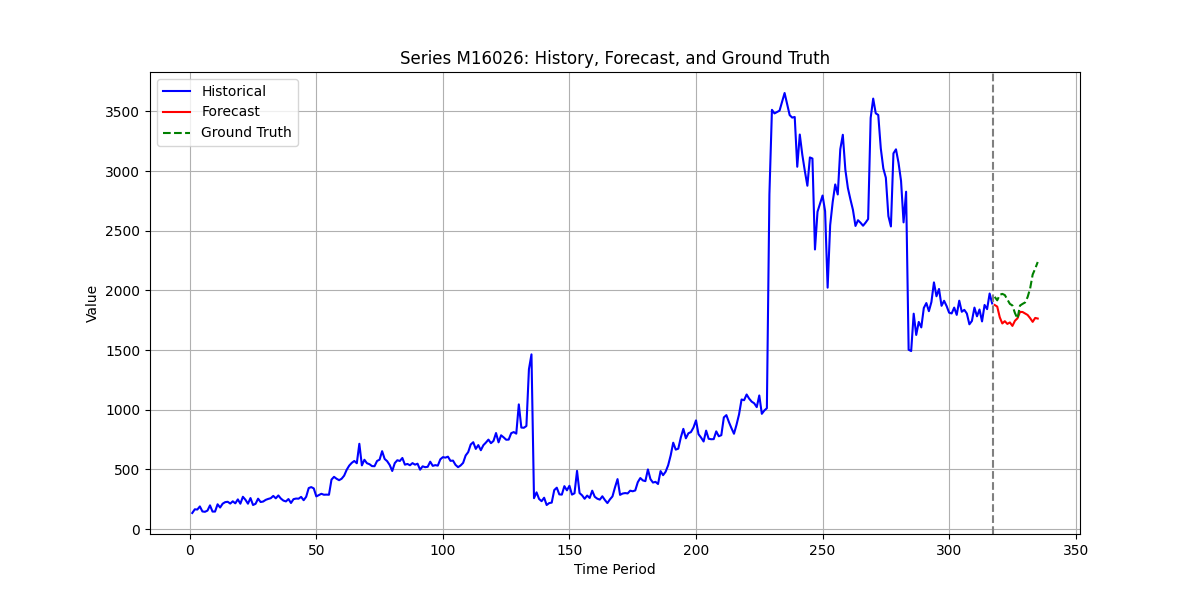 Series M16026: History, Forecast, and Ground Truth
Historical
Forecast
Ground Truth
Value
3500
3000
2500
2000
1500
1000
500
0
0 50 100 150 200 250 300 350
Time Period